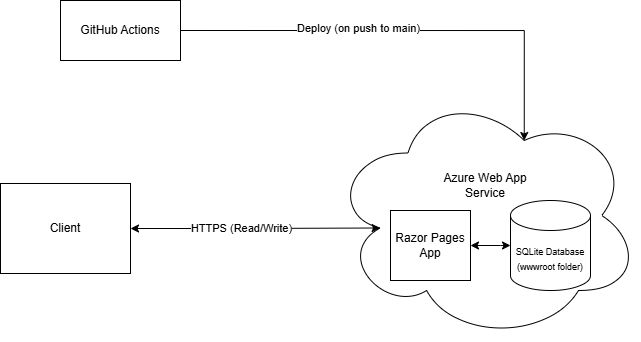 GitHub Actions
Deploy (on push to main)
Azure Web App
Service
Client
HTTPS (Read/Write)
Razor Pages
App
SQLite Database
(wwwroot folder)